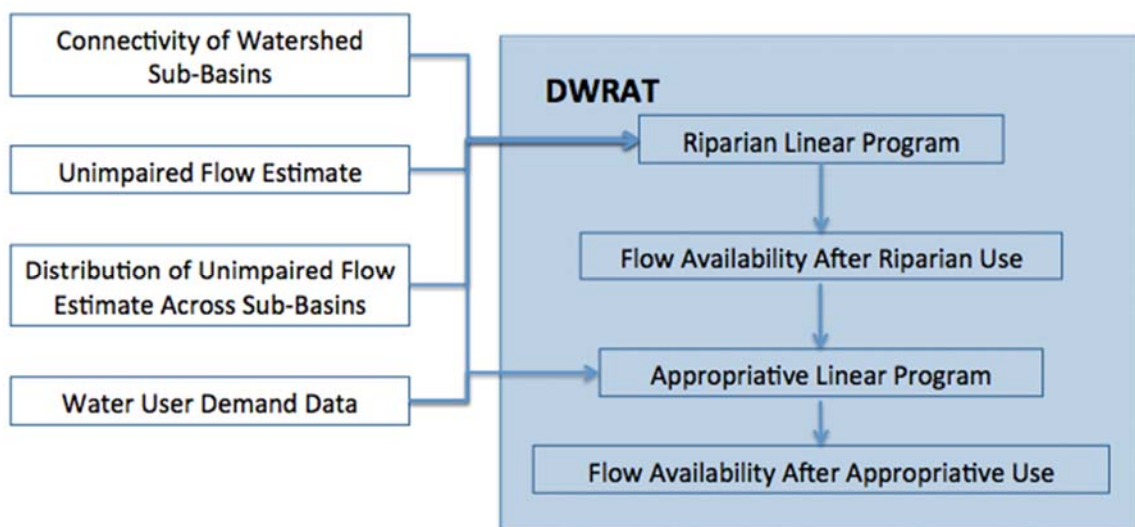 Connectivity of Watershed
Sub-Basins
Unimpaired Flow Estimate
Distribution of Unimpaired Flow
Estimate Across Sub-Basins
Water User Demand Data
DWRAT
Riparian Linear Program
Flow Availability After Riparian Use
Appropriative Linear Program
Flow Availability After Appropriative Use